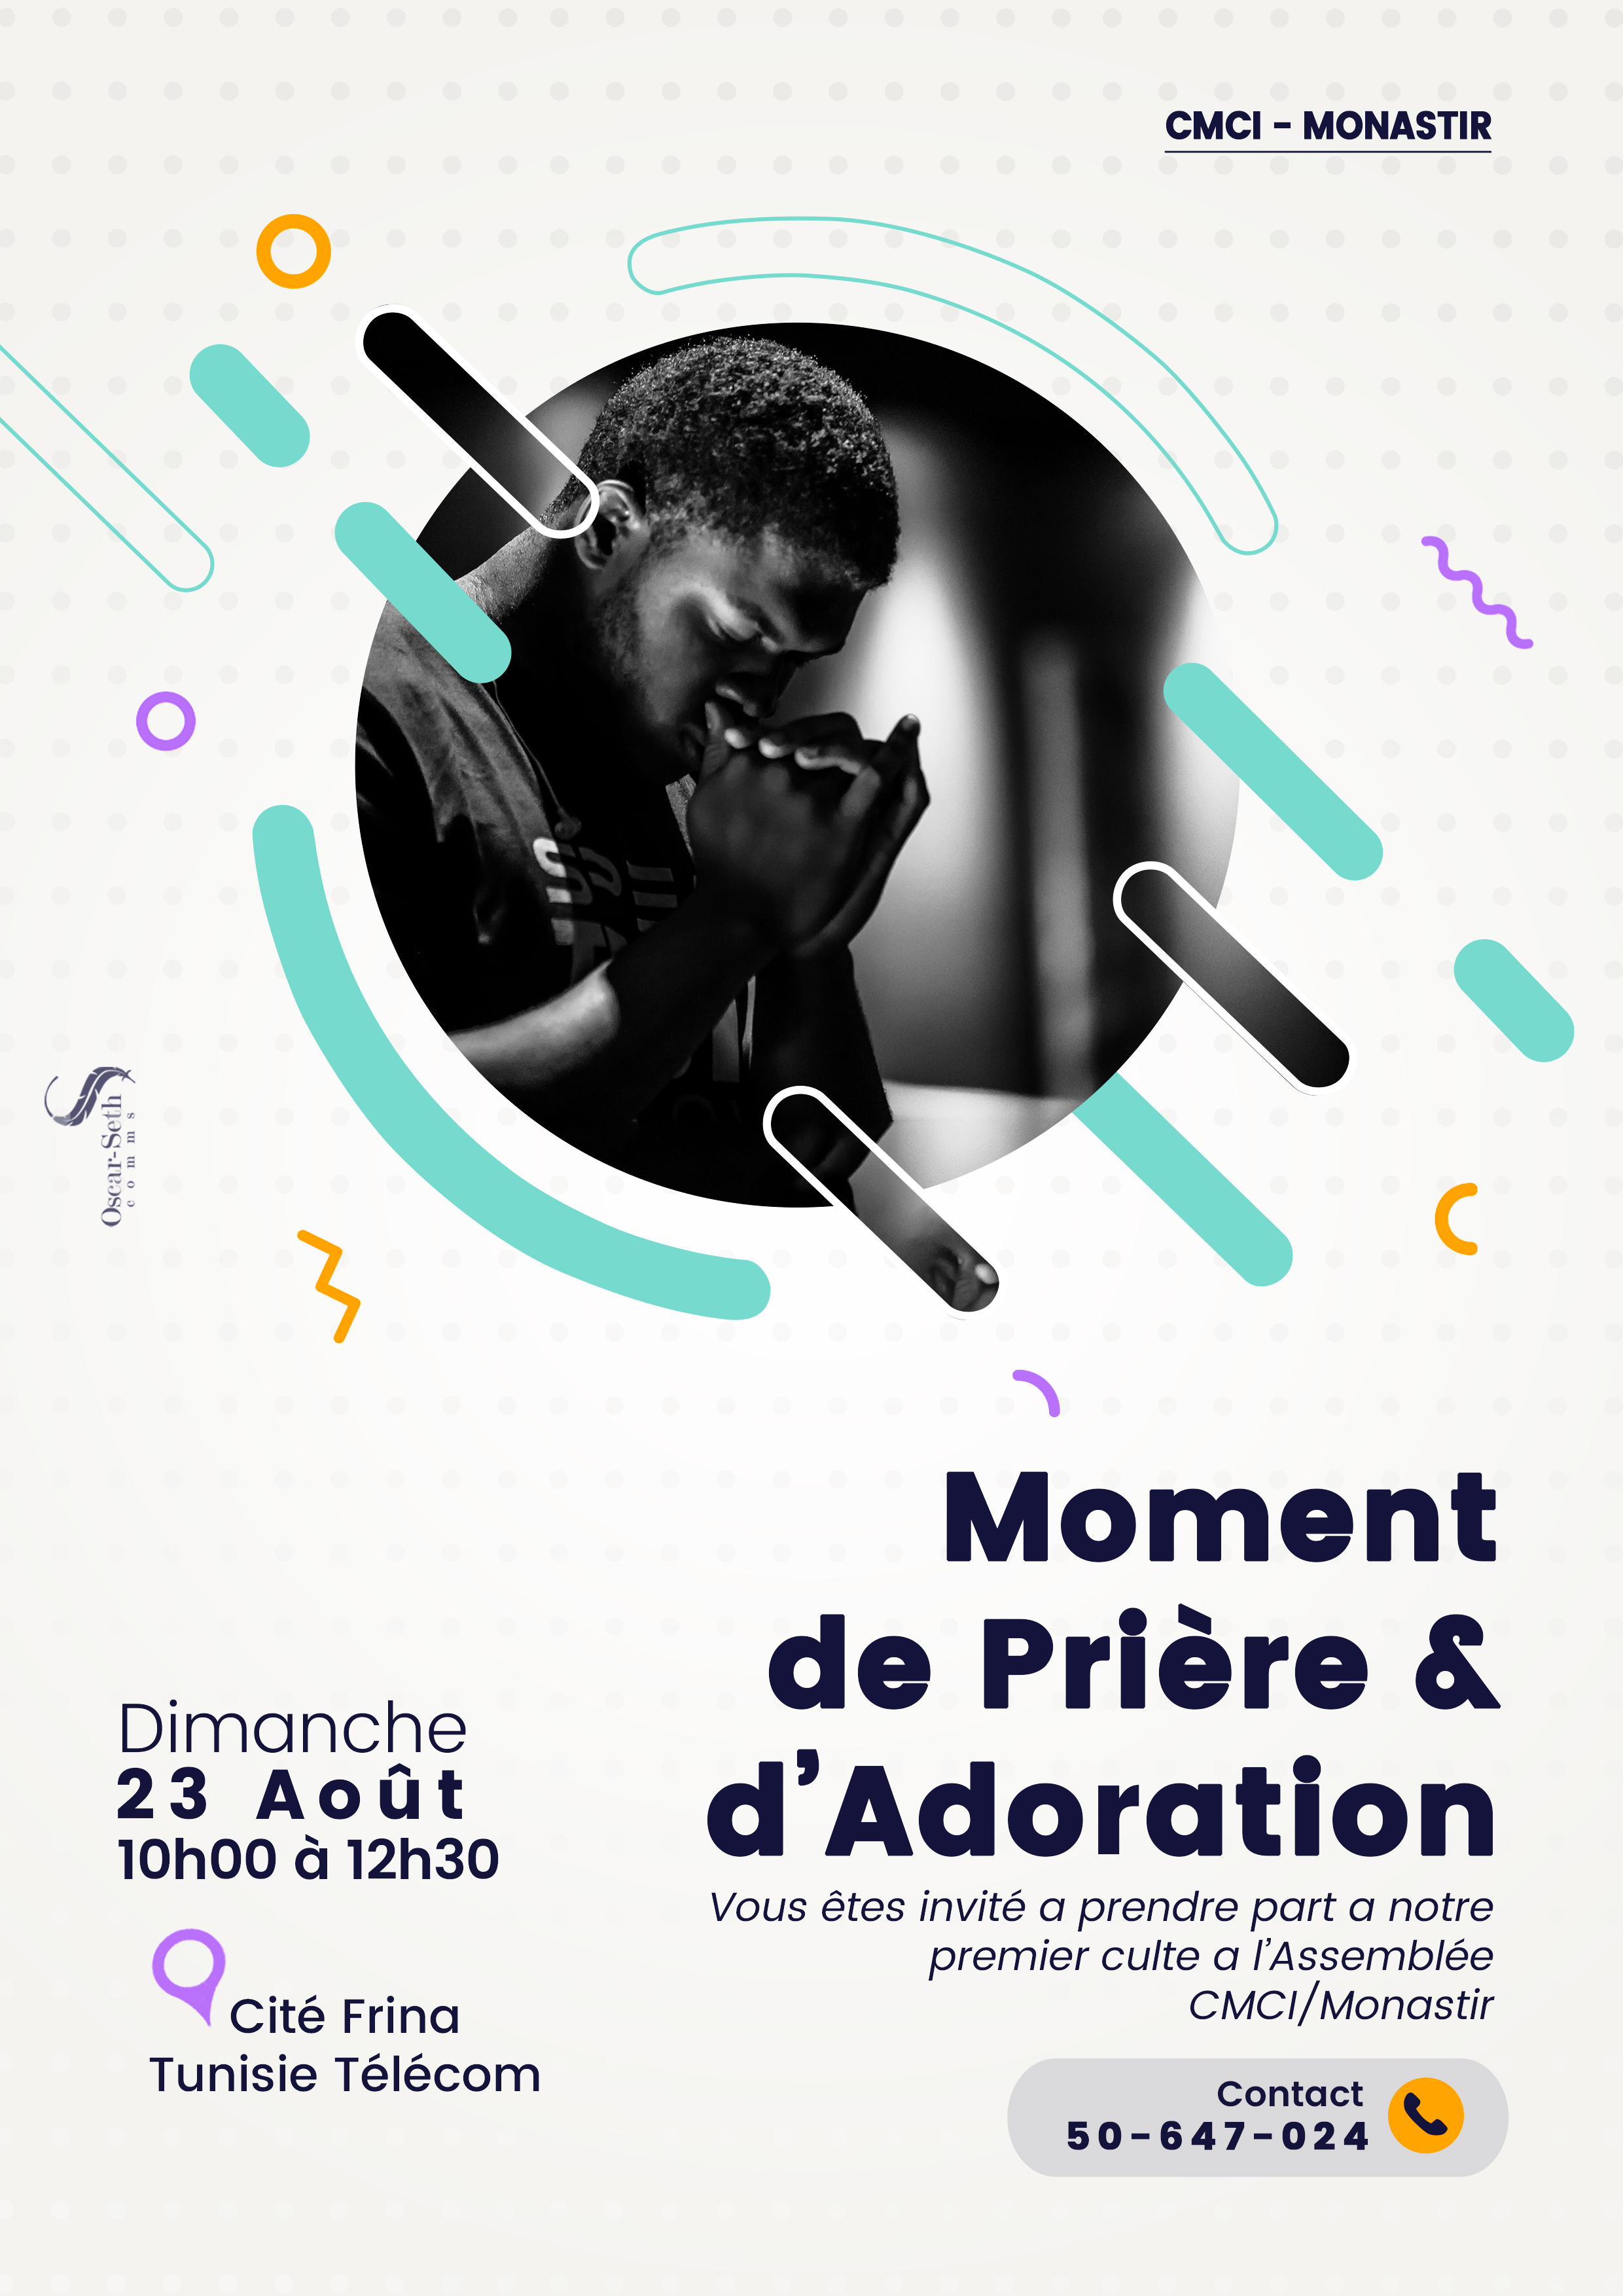 CMCI - MONASTIR
Oscar-Seth
comms
Moment
de Prière &
d’Adoration
Vous êtes invité a prendre part a notre
premier culte a l’Assemblée
CMCI/Monastir
Dimanche
23 Août
10h00 à 12h30
Cité Frina
Tunisie Télécom
Contact
50-647-024